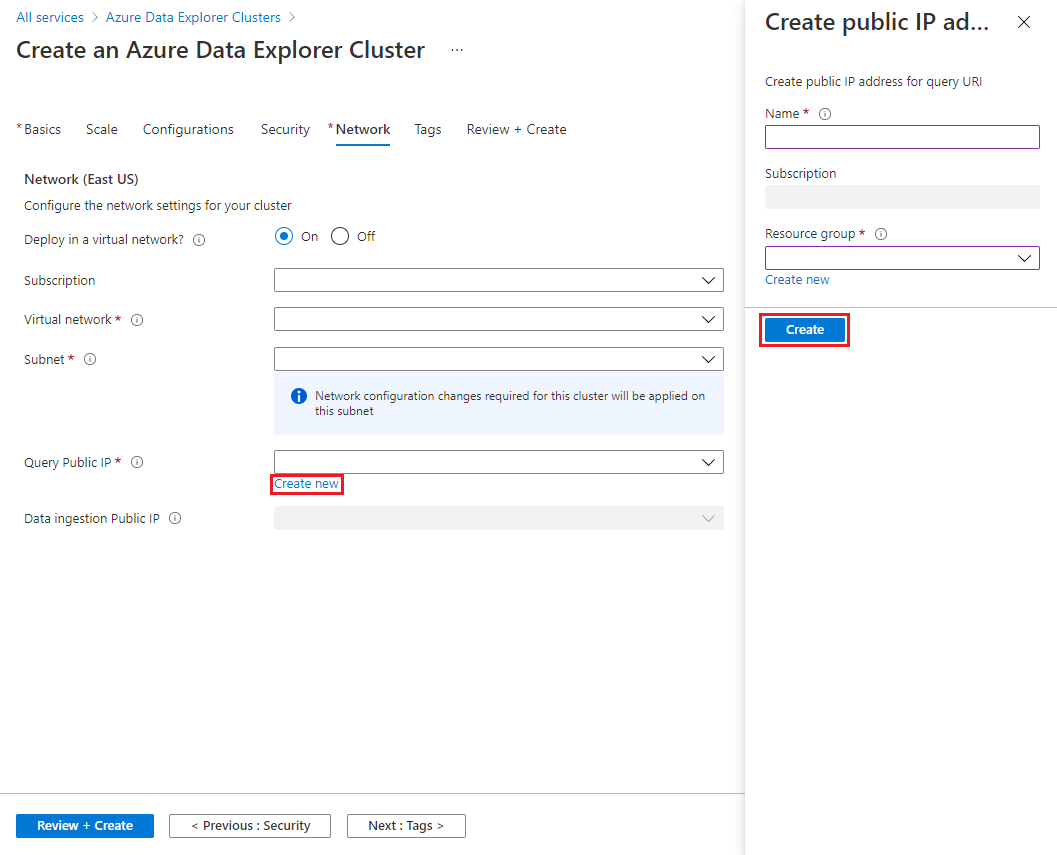 All services > Azure Data Explorer Clusters >
Create an Azure Data Explorer Cluster ...
* Basics Scale Configurations Security * Network Tags Review + Create
Network (East US)
Configure the network settings for your cluster
Deploy in a virtual network? On Off
Subscription
Virtual network *
Subnet *
Network configuration changes required for this cluster will be applied on
this subnet
Query Public IP *
Create new
Data ingestion Public IP
Review + Create < Previous : Security Next : Tags >
Create public IP ad...
Create public IP address for query URI
Name *
Subscription
Resource group *
Create new
Create